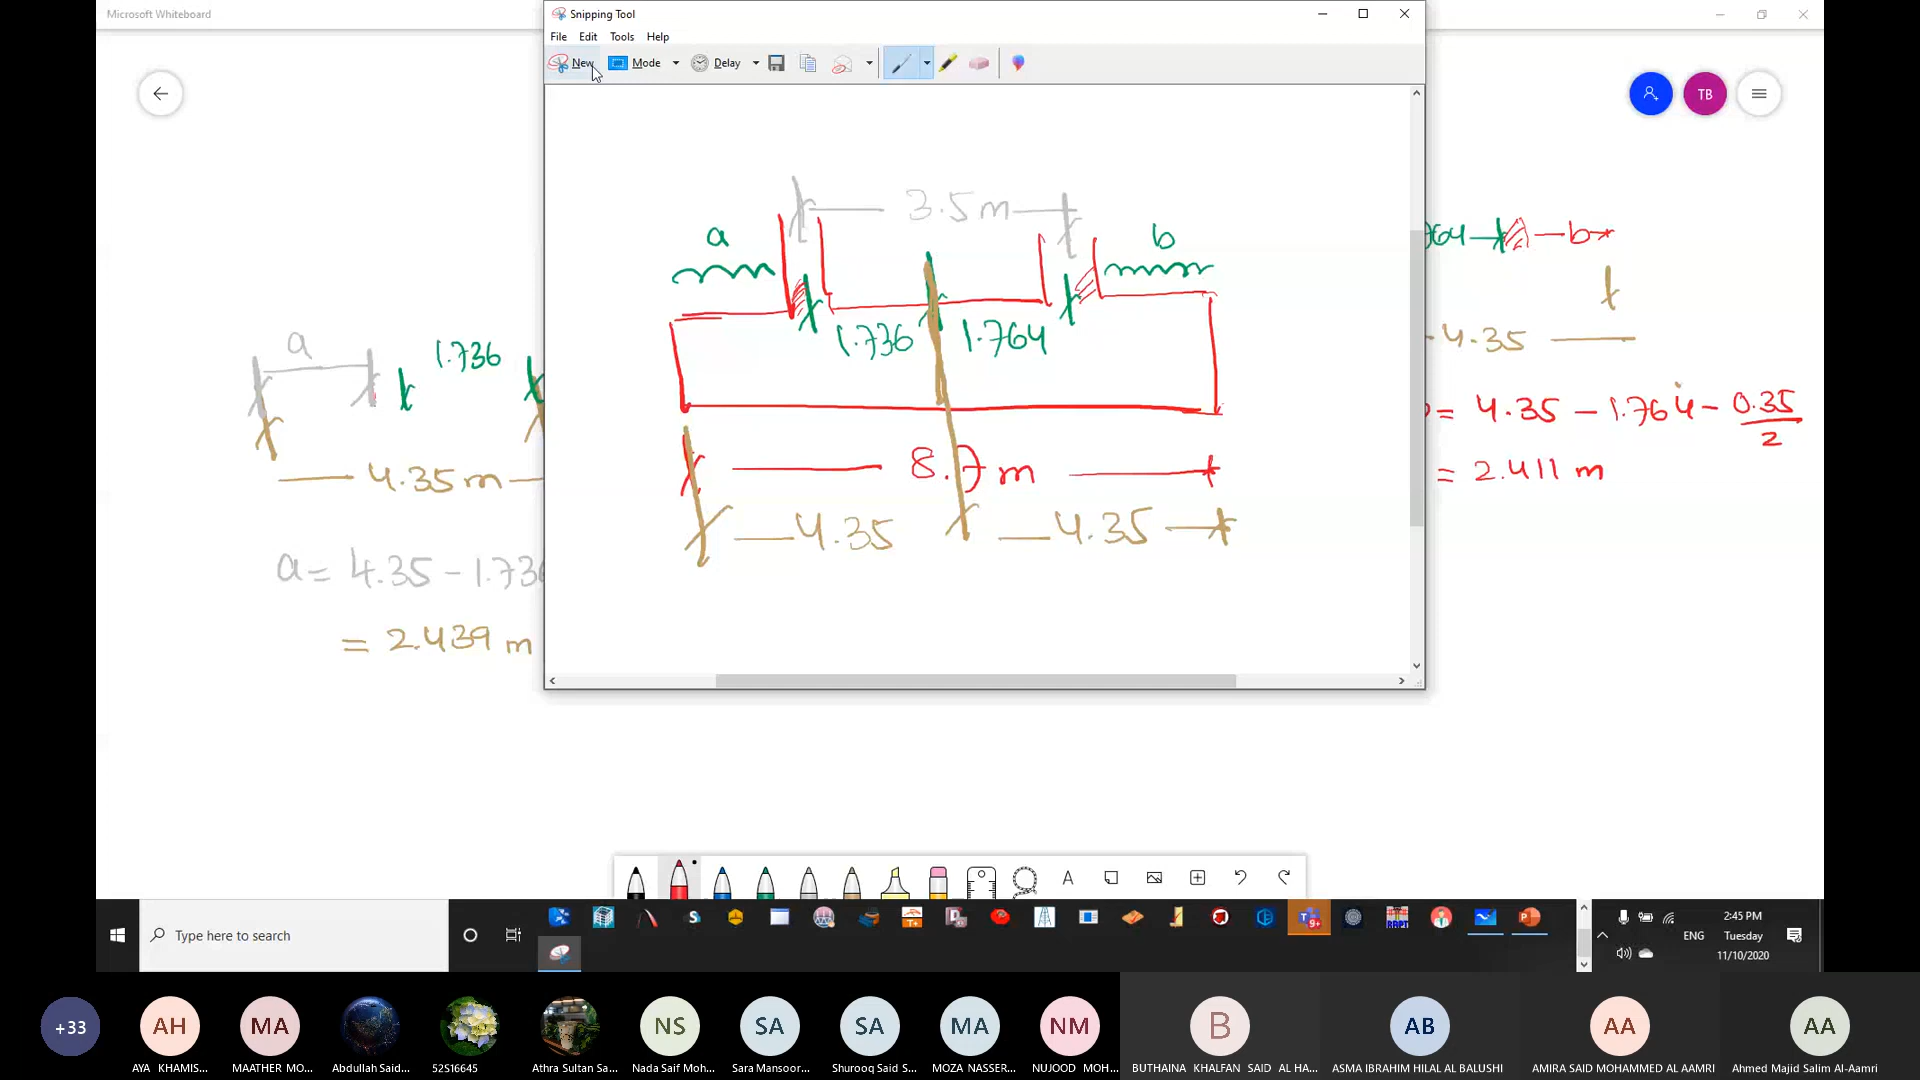 Microsoft Whiteboard
Snipping Tool
File Edit Tools Help
New Mode Delay
TB
3.5m
a
b
1.736 1.764
8.7 m
4.35 4.35
a
1.736
4.35 m
a = 4.35 - 1.736
= 2.439 m
764 b
4.35
= 4.35 - 1.764 - 0.35
2
= 2.411 m
A
Type here to search
ENG
2:45 PM
Tuesday
11/10/2020
+33 AH MA NS SA SA MA NM B AB AA AA
AYA KHAMIS...
MAATHER MO...
Abdullah Said...
52S16645
Athra Sultan Sa...
Nada Saif Moh...
Sara Mansoor...
Shurooq Said S...
MOZA NASSER...
NUJOOD MOH...
BUTHAINA KHALFAN SAID AL HA...
ASMA IBRAHIM HILAL AL BALUSHI
AMIRA SAID MOHAMMED AL AAMRI
Ahmed Majid Salim Al-Aamri